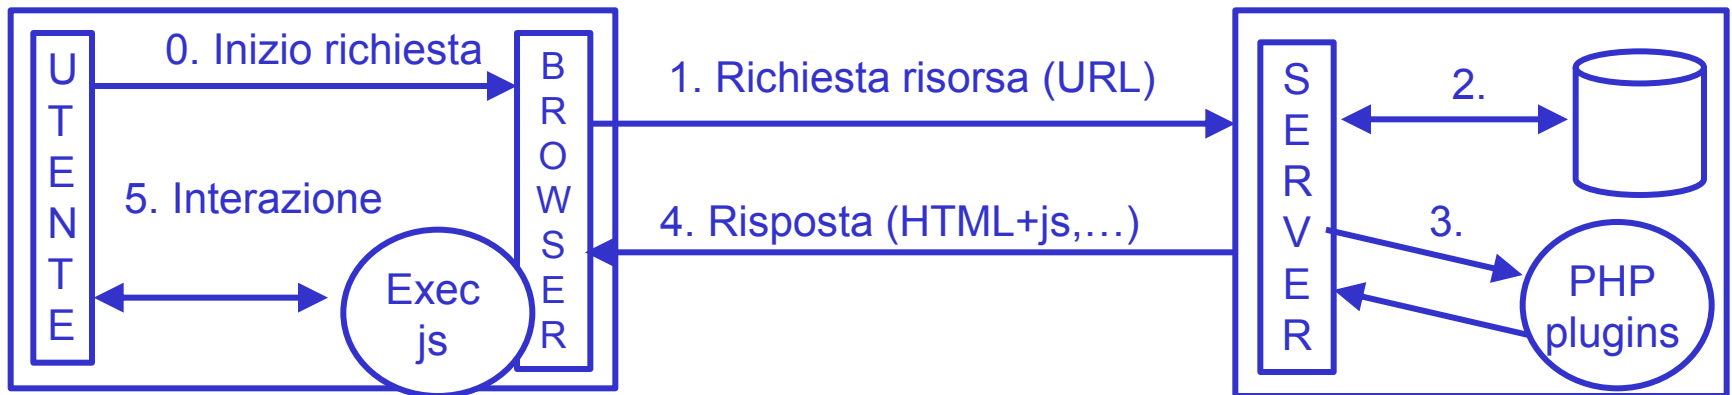 UTENTE
0. Inizio richiesta
BROWSER
1. Richiesta risorsa (URL)
SERVER
2.
5. Interazione
4. Risposta (HTML+js,…)
3.
Exec
js
PHP
plugins